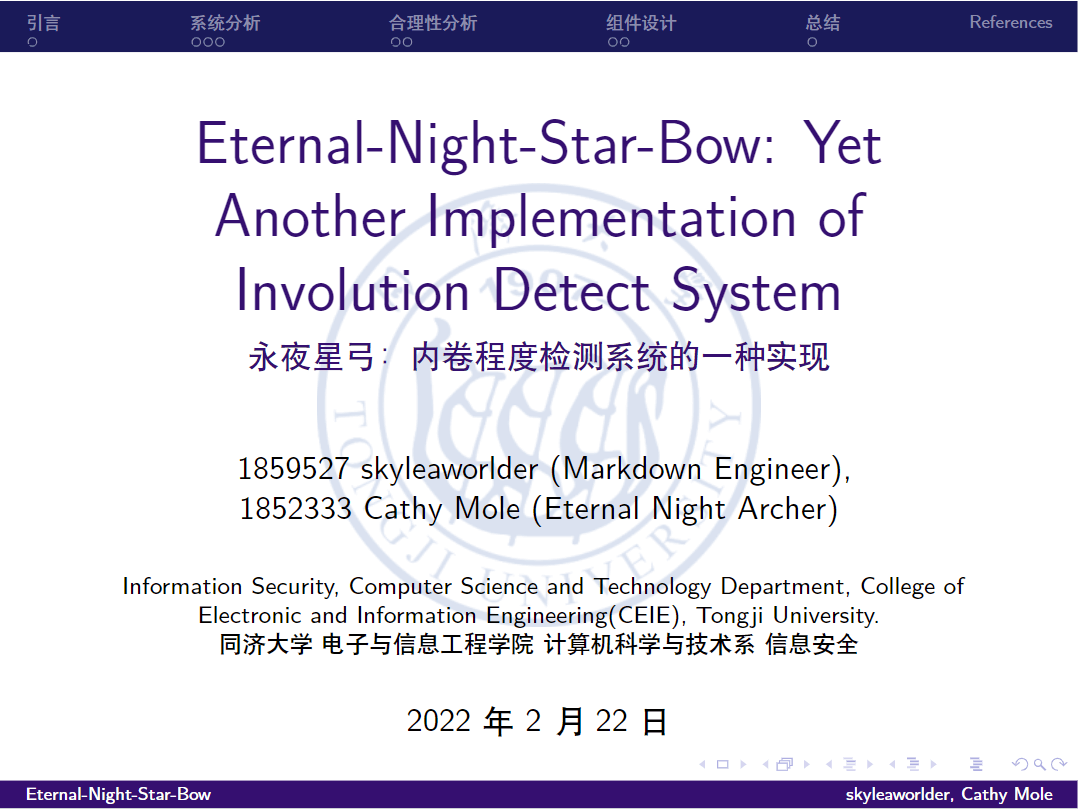 引言 系统分析 合理性分析 组件设计 总结 References
Eternal-Night-Star-Bow: Yet
Another Implementation of
Involution Detect System
永夜星弓：内卷程度检测系统的一种实现
1907
TONGJI UNIVERSITY
1859527 skyleaworlder (Markdown Engineer),
1852333 Cathy Mole (Eternal Night Archer)
Information Security, Computer Science and Technology Department, College of
Electronic and Information Engineering(CEIE), Tongji University.
同济大学 电子与信息工程学院 计算机科学与技术系 信息安全
2022 年 2 月 22 日
Eternal-Night-Star-Bow skyleaworlder, Cathy Mole